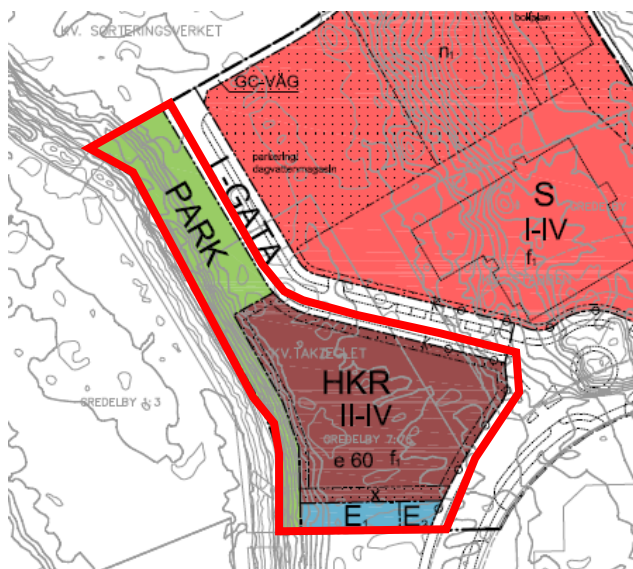 KV. SORTERINGSVERKET
bollplan
n1
GC-VÄG
L-GATA
parkering/
dagvattenmagasin
PARK
S
I-IV
f1
KV.TAKTEGLET
HKR
II-IV
GREDELBY 1:3
GREDELBY 7:
e 60 f1
x
E1
E2